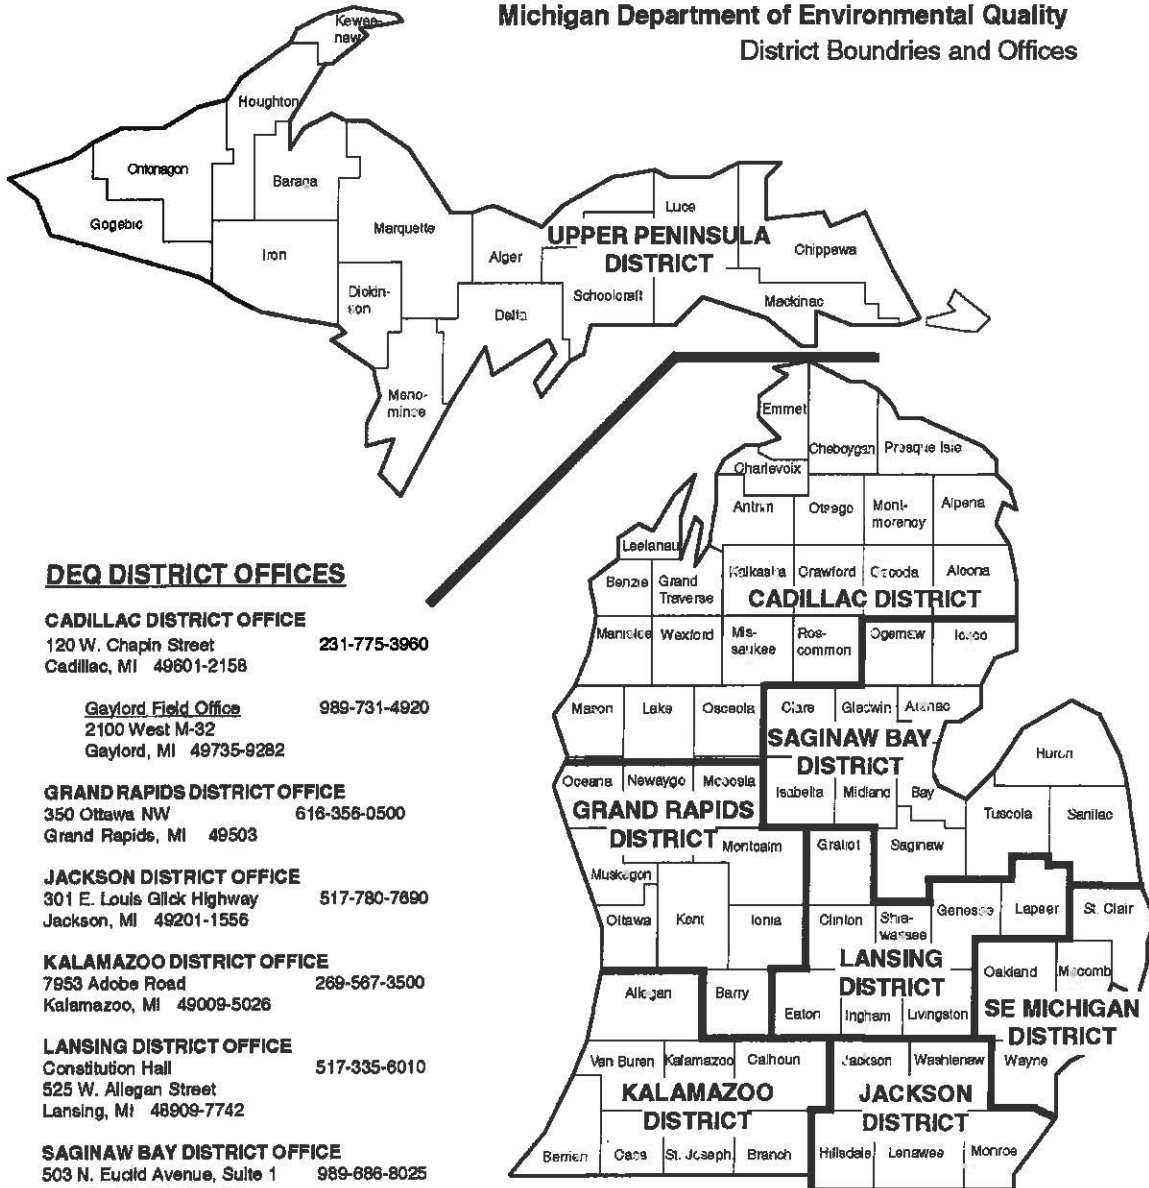 Michigan Department of Environmental Quality
District Boundries and Offices
Kewee-
naw
Houghton
Ontonagon
Baraga
Gogebic
Marquette
Luce
Iron
Alger
UPPER PENINSULA
DISTRICT
Chippewa
Dickin-
son
Schoolcraft
Mackinac
Delta
Meno-
minee
Emmet
Cheboygan
Presque Isle
Charlevoix
Antrim
Otsego
Mont-
morency
Alpena
Leelanau
Benzie
Grand
Traverse
Kalkaska
Crawford
Oscoda
Alcona
CADILLAC DISTRICT
Manistee
Wexford
Mis-
saukee
Ros-
common
Ogemaw
Iosco
Mason
Lake
Osceola
Clare
Gladwin
Arenac
SAGINAW BAY
DISTRICT
Huron
Oceana
Newaygo
Mecosta
Isabella
Midland
Bay
Tuscola
Sanilac
GRAND RAPIDS
DISTRICT
Montcalm
Gratiot
Saginaw
Muskegon
Ottawa
Kent
Ionia
Clinton
Shia-
wassee
Genesee
Lapeer
St. Clair
LANSING
DISTRICT
Oakland
Macomb
Allegan
Barry
Eaton
Ingham
Livingston
SE MICHIGAN
DISTRICT
Van Buren
Kalamazoo
Calhoun
Jackson
Washtenaw
Wayne
KALAMAZOO
DISTRICT
JACKSON
DISTRICT
Berrien
Cass
St. Joseph
Branch
Hillsdale
Lenawee
Monroe
DEQ DISTRICT OFFICES
CADILLAC DISTRICT OFFICE
120 W. Chapin Street 231-775-3960
Cadillac, MI 49601-2158
Gaylord Field Office 989-731-4920
2100 West M-32
Gaylord, MI 49735-9282
GRAND RAPIDS DISTRICT OFFICE
350 Ottawa NW 616-356-0500
Grand Rapids, MI 49503
JACKSON DISTRICT OFFICE
301 E. Louis Glick Highway 517-780-7690
Jackson, MI 49201-1556
KALAMAZOO DISTRICT OFFICE
7953 Adobe Road 269-567-3500
Kalamazoo, MI 49009-5026
LANSING DISTRICT OFFICE
Constitution Hall 517-335-6010
525 W. Allegan Street
Lansing, MI 48909-7742
SAGINAW BAY DISTRICT OFFICE
503 N. Euclid Avenue, Suite 1 989-686-8025